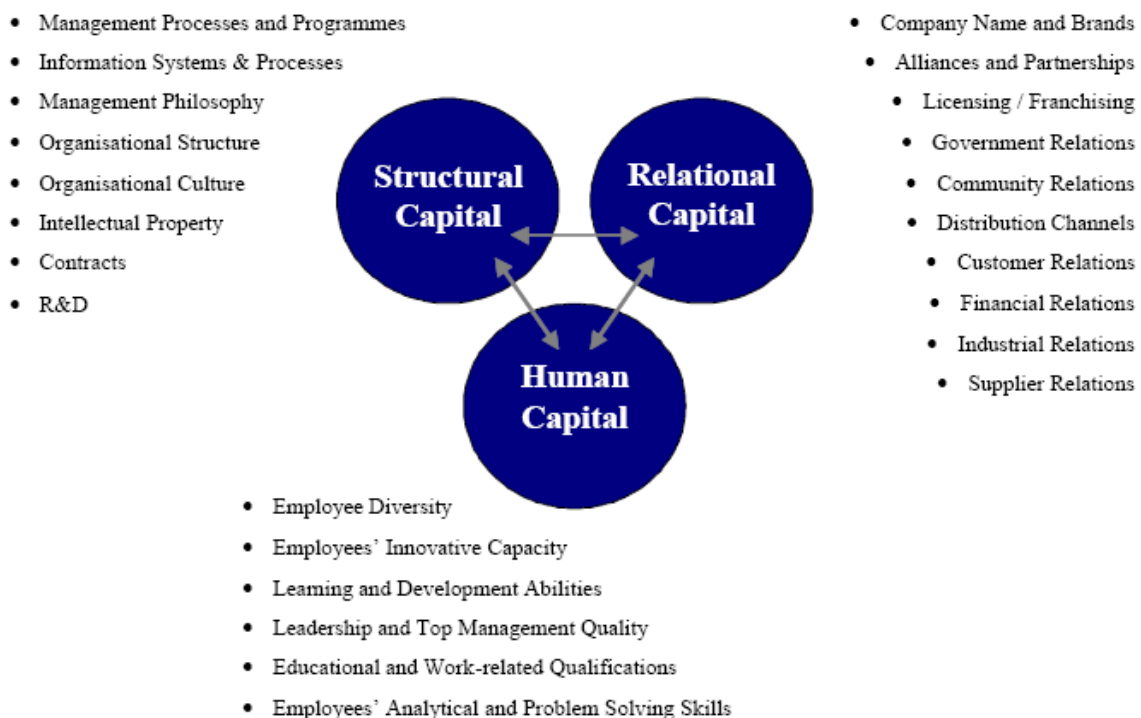 • Management Processes and Programmes
• Information Systems & Processes
• Management Philosophy
• Organisational Structure
• Organisational Culture
• Intellectual Property
• Contracts
• R&D
• Company Name and Brands
• Alliances and Partnerships
• Licensing / Franchising
• Government Relations
• Community Relations
• Distribution Channels
• Customer Relations
• Financial Relations
• Industrial Relations
• Supplier Relations
Structural
Capital
Relational
Capital
Human
Capital
• Employee Diversity
• Employees’ Innovative Capacity
• Learning and Development Abilities
• Leadership and Top Management Quality
• Educational and Work-related Qualifications
• Employees’ Analytical and Problem Solving Skills